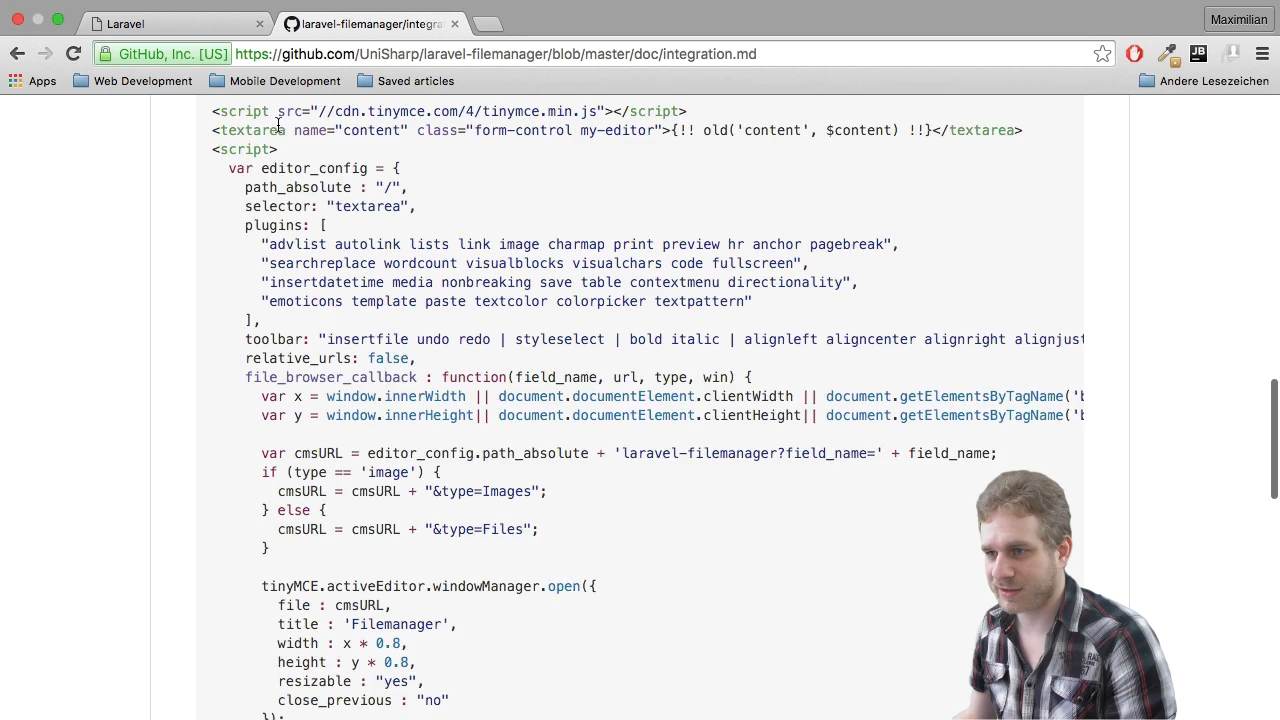 Laravel
laravel-filemanager/integra
Maximilian
GitHub, Inc. [US]
https://github.com/UniSharp/laravel-filemanager/blob/master/doc/integration.md
JB
Apps
Web Development
Mobile Development
Saved articles
Andere Lesezeichen
<script src="//cdn.tinymce.com/4/tinymce.min.js"></script>
<textarea name="content" class="form-control my-editor">{!! old('content', $content) !!}</textarea>
<script>
var editor_config = {
path_absolute : "/",
selector: "textarea",
plugins: [
"advlist autolink lists link image charmap print preview hr anchor pagebreak",
"searchreplace wordcount visualblocks visualchars code fullscreen",
"insertdatetime media nonbreaking save table contextmenu directionality",
"emoticons template paste textcolor colorpicker textpattern"
],
toolbar: "insertfile undo redo | styleselect | bold italic | alignleft aligncenter alignright alignjust
relative_urls: false,
file_browser_callback : function(field_name, url, type, win) {
var x = window.innerWidth || document.documentElement.clientWidth || document.getElementsByTagName('b
var y = window.innerHeight|| document.documentElement.clientHeight|| document.getElementsByTagName('b
var cmsURL = editor_config.path_absolute + 'laravel-filemanager?field_name=' + field_name;
if (type == 'image') {
cmsURL = cmsURL + "&type=Images";
} else {
cmsURL = cmsURL + "&type=Files";
}
tinyMCE.activeEditor.windowManager.open({
file : cmsURL,
title : 'Filemanager',
width : x * 0.8,
height : y * 0.8,
resizable : "yes",
close_previous : "no"
});